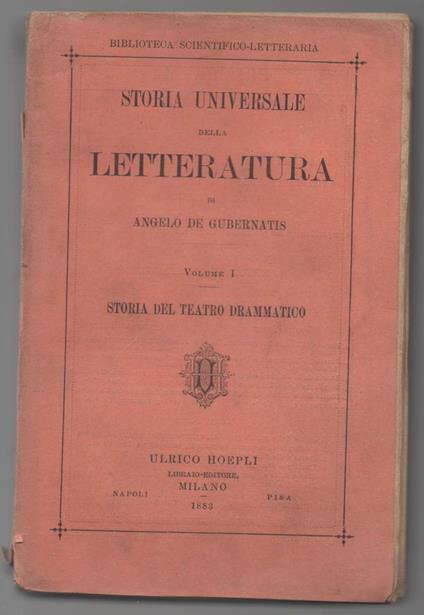 BIBLIOTECA SCIENTIFICO-LETTERARIA
STORIA UNIVERSALE
DELLA
LETTERATURA
DI
ANGELO DE GUBERNATIS
VOLUME I
STORIA DEL TEATRO DRAMMATICO
ULRICO HOEPLI
LIBRAIO-EDITORE,
MILANO
NAPOLI — PISA
1883